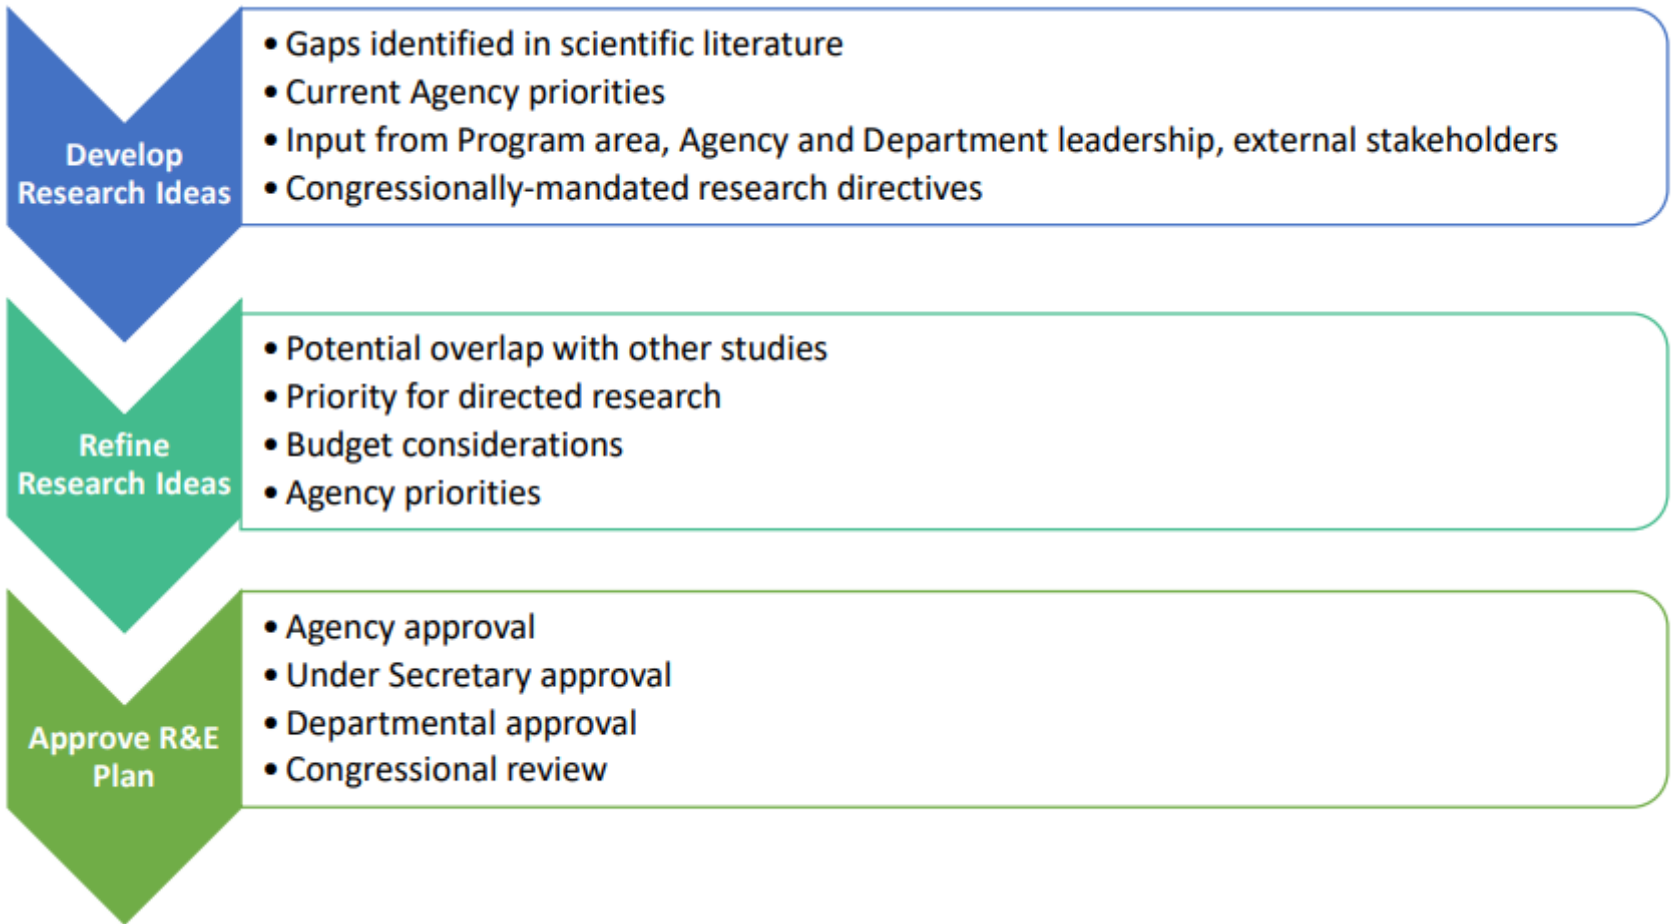 Develop
Research Ideas
• Gaps identified in scientific literature
• Current Agency priorities
• Input from Program area, Agency and Department leadership, external stakeholders
• Congressionally-mandated research directives
Refine
Research Ideas
• Potential overlap with other studies
• Priority for directed research
• Budget considerations
• Agency priorities
Approve R&E
Plan
• Agency approval
• Under Secretary approval
• Departmental approval
• Congressional review